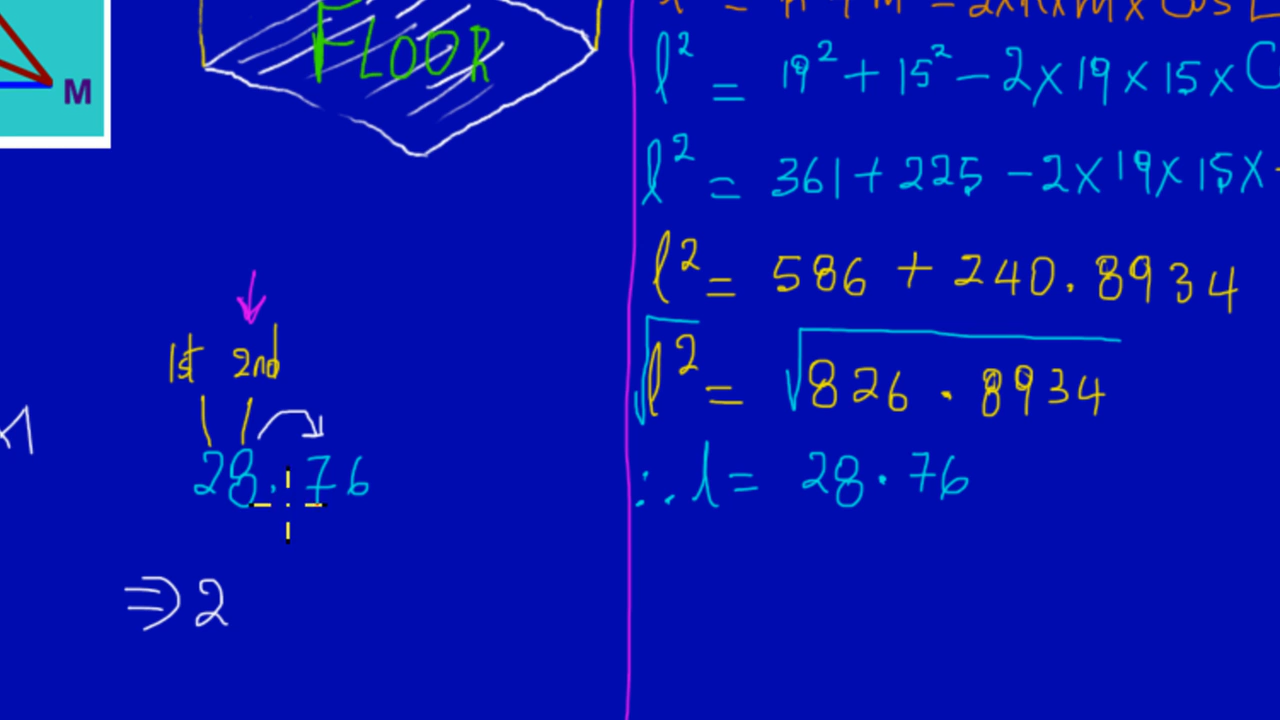 M
FLOOR
1st 2nd
28.76
⇒ 2
l² = 19² + 15² - 2 x 19 x 15 x C
l² = 361 + 225 - 2 x 19 x 15 x -
l² = 586 + 240.8934
√l² = √826.8934
∴ l = 28.76